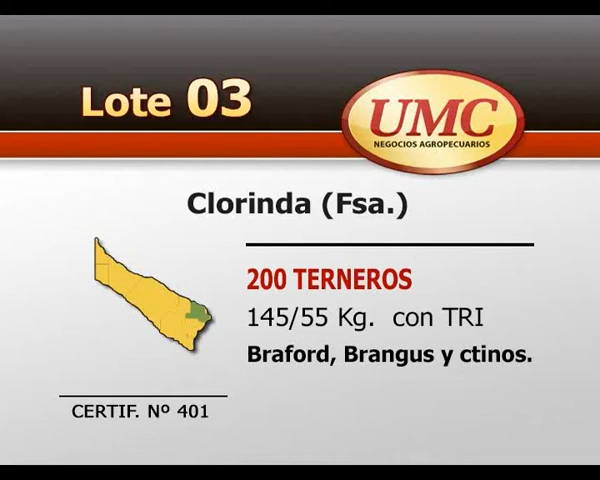 Lote 03
UMC
NEGOCIOS AGROPECUARIOS
Clorinda (Fsa.)
200 TERNEROS
145/55 Kg. con TRI
Braford, Brangus y ctinos.
CERTIF. Nº 401